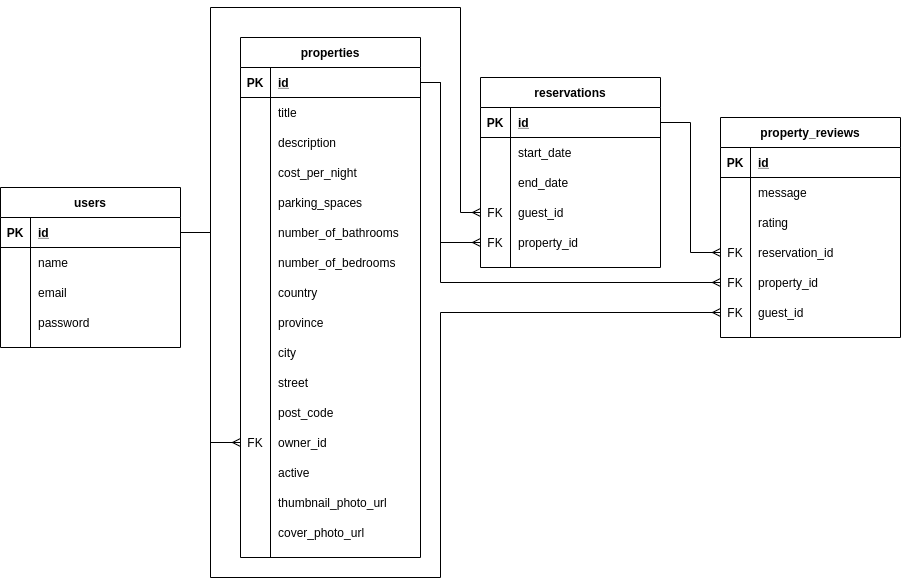 users
PK id
name
email
password
properties
PK id
title
description
cost_per_night
parking_spaces
number_of_bathrooms
number_of_bedrooms
country
province
city
street
post_code
FK owner_id
active
thumbnail_photo_url
cover_photo_url
reservations
PK id
start_date
end_date
FK guest_id
FK property_id
property_reviews
PK id
message
rating
FK reservation_id
FK property_id
FK guest_id